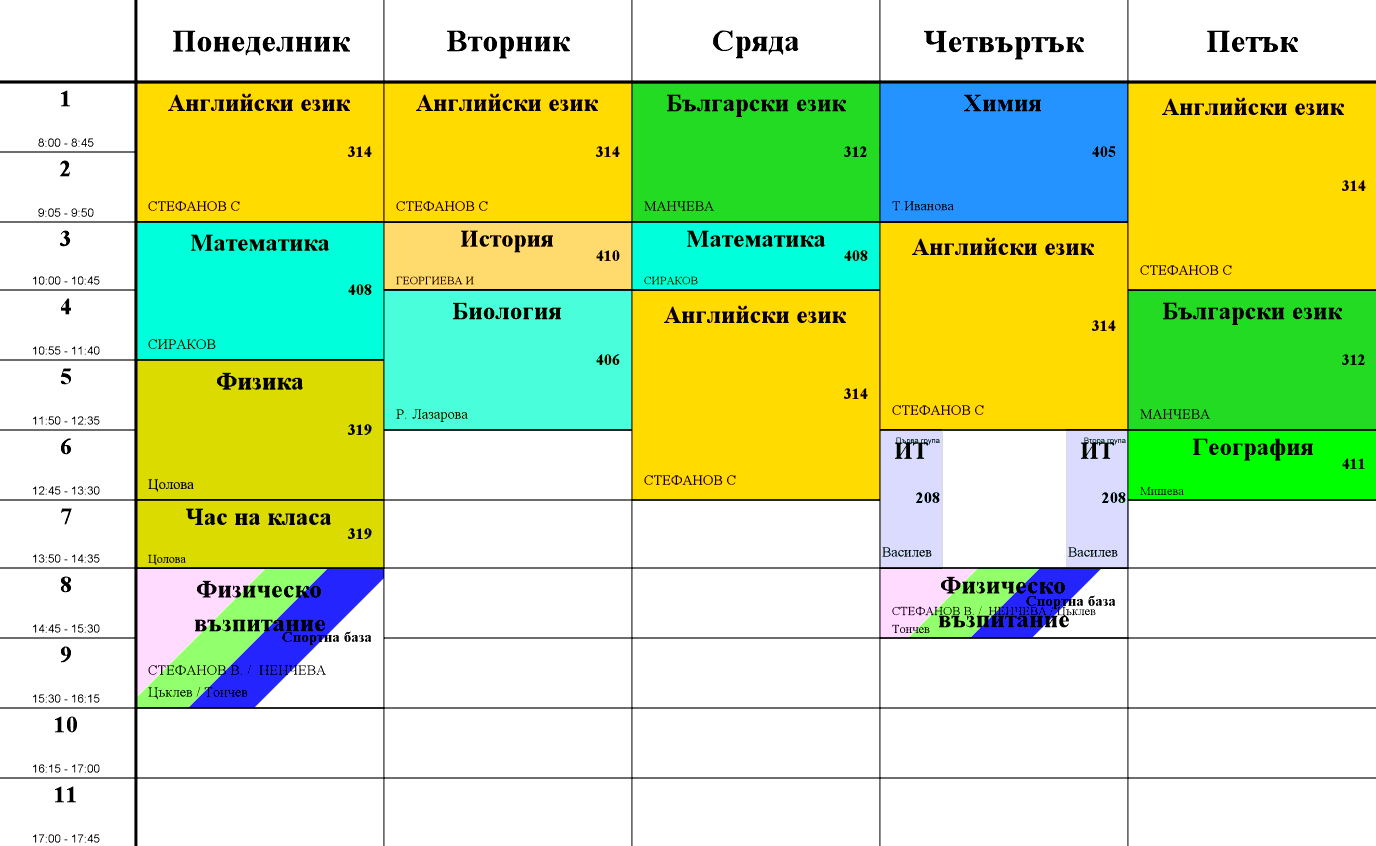 Понеделник
Вторник
Сряда
Четвъртък
Петък
1
8:00 - 8:45
2
9:05 - 9:50
3
10:00 - 10:45
4
10:55 - 11:40
5
11:50 - 12:35
6
12:45 - 13:30
7
13:50 - 14:35
8
14:45 - 15:30
9
15:30 - 16:15
10
16:15 - 17:00
11
17:00 - 17:45
Английски език
314
СТЕФАНОВ С
Математика
408
СИРАКОВ
Физика
319
Цолова
Час на класа
319
Цолова
Физическо
възпитание
Спортна база
СТЕФАНОВ В. / НЕНЧЕВА
Цъклев / Тончев
Английски език
314
СТЕФАНОВ С
История
410
ГЕОРГИЕВА И
Биология
406
Р. Лазарова
Български език
312
МАНЧЕВА
Математика
408
СИРАКОВ
Английски език
314
СТЕФАНОВ С
Химия
405
Т.Иванова
Английски език
314
СТЕФАНОВ С
Първа група
ИТ
208
Василев
Втора група
ИТ
208
Василев
Физическо
възпитание
Спортна база
СТЕФАНОВ В. / НЕНЧЕВА / Цъклев
Тончев
Английски език
314
СТЕФАНОВ С
Български език
312
МАНЧЕВА
География
411
Мишева